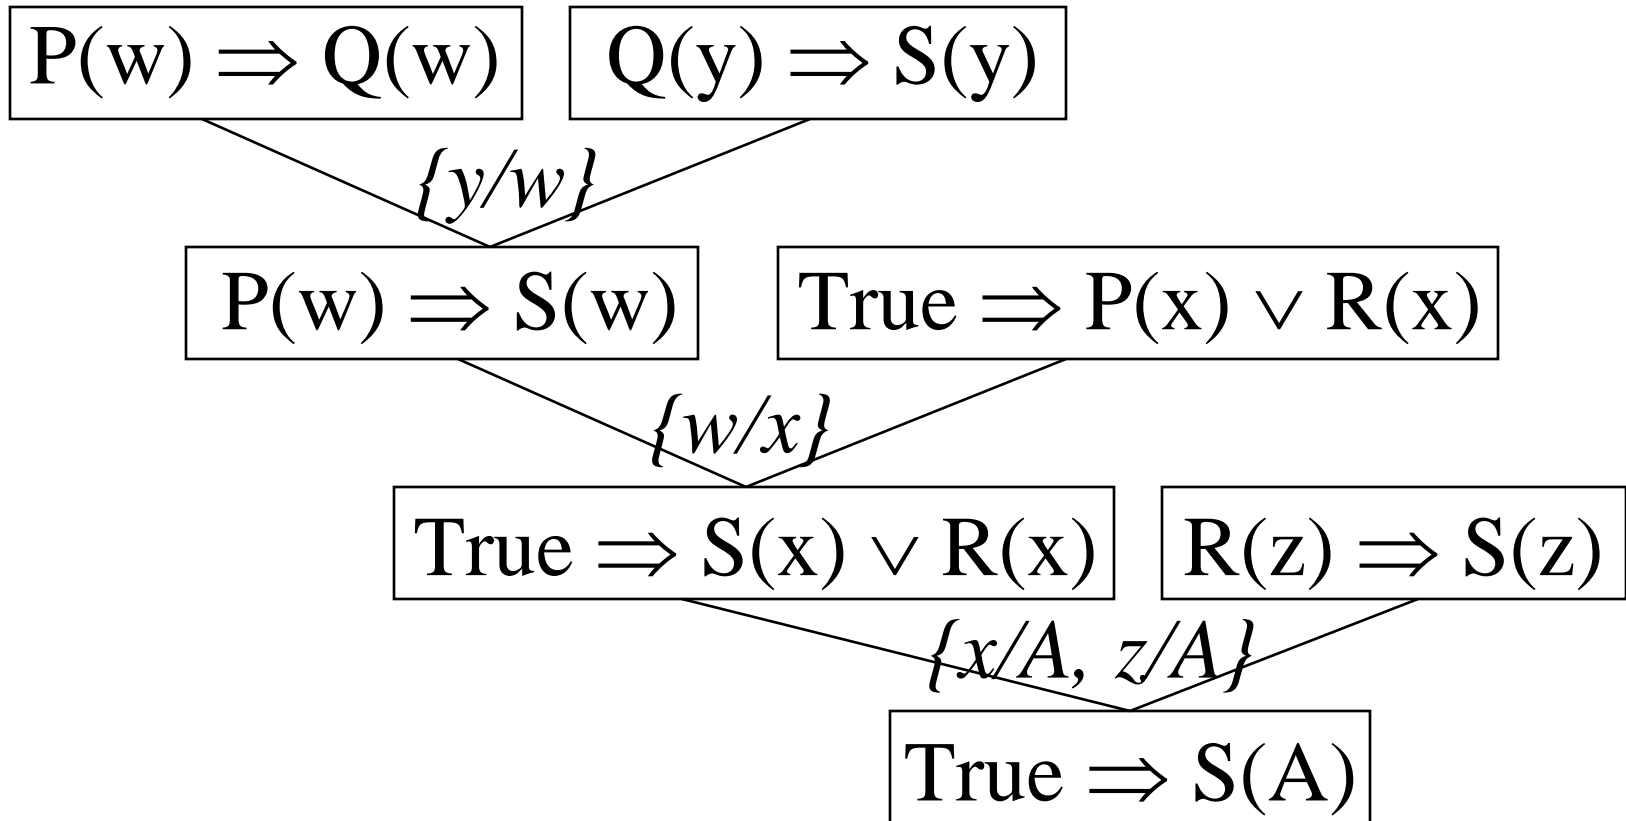 P(w) ⇒ Q(w)
Q(y) ⇒ S(y)
{y/w}
P(w) ⇒ S(w)
True ⇒ P(x) ∨ R(x)
{w/x}
True ⇒ S(x) ∨ R(x)
R(z) ⇒ S(z)
{x/A, z/A}
True ⇒ S(A)